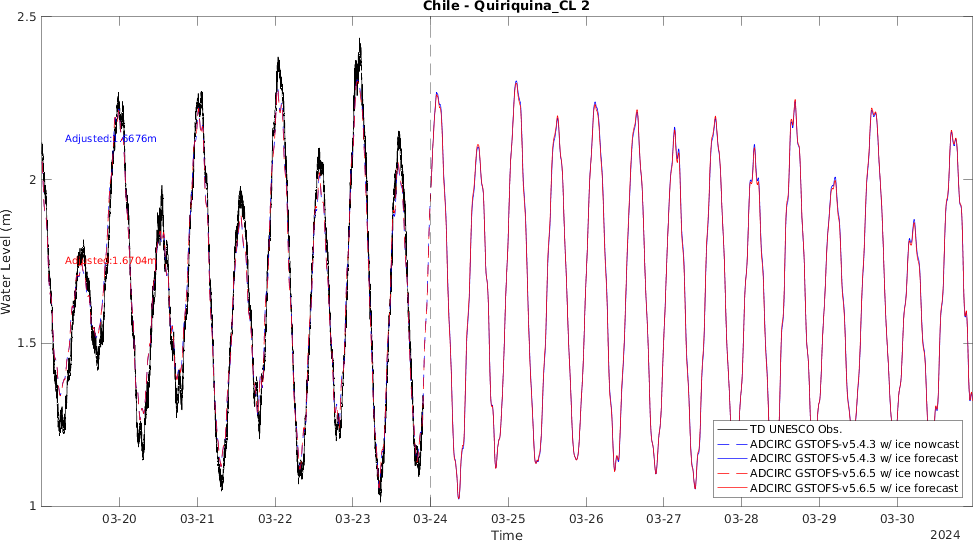 Chile - Quiriquina_CL 2
2.5
Adjusted:1.6676m
2
Adjusted:1.6704m
Water Level (m)
1.5
TD UNESCO Obs.
ADCIRC GSTOFS-v5.4.3 w/ ice nowcast
ADCIRC GSTOFS-v5.4.3 w/ ice forecast
ADCIRC GSTOFS-v5.6.5 w/ ice nowcast
ADCIRC GSTOFS-v5.6.5 w/ ice forecast
1
03-20 03-21 03-22 03-23 03-24 03-25 03-26 03-27 03-28 03-29 03-30
Time
2024